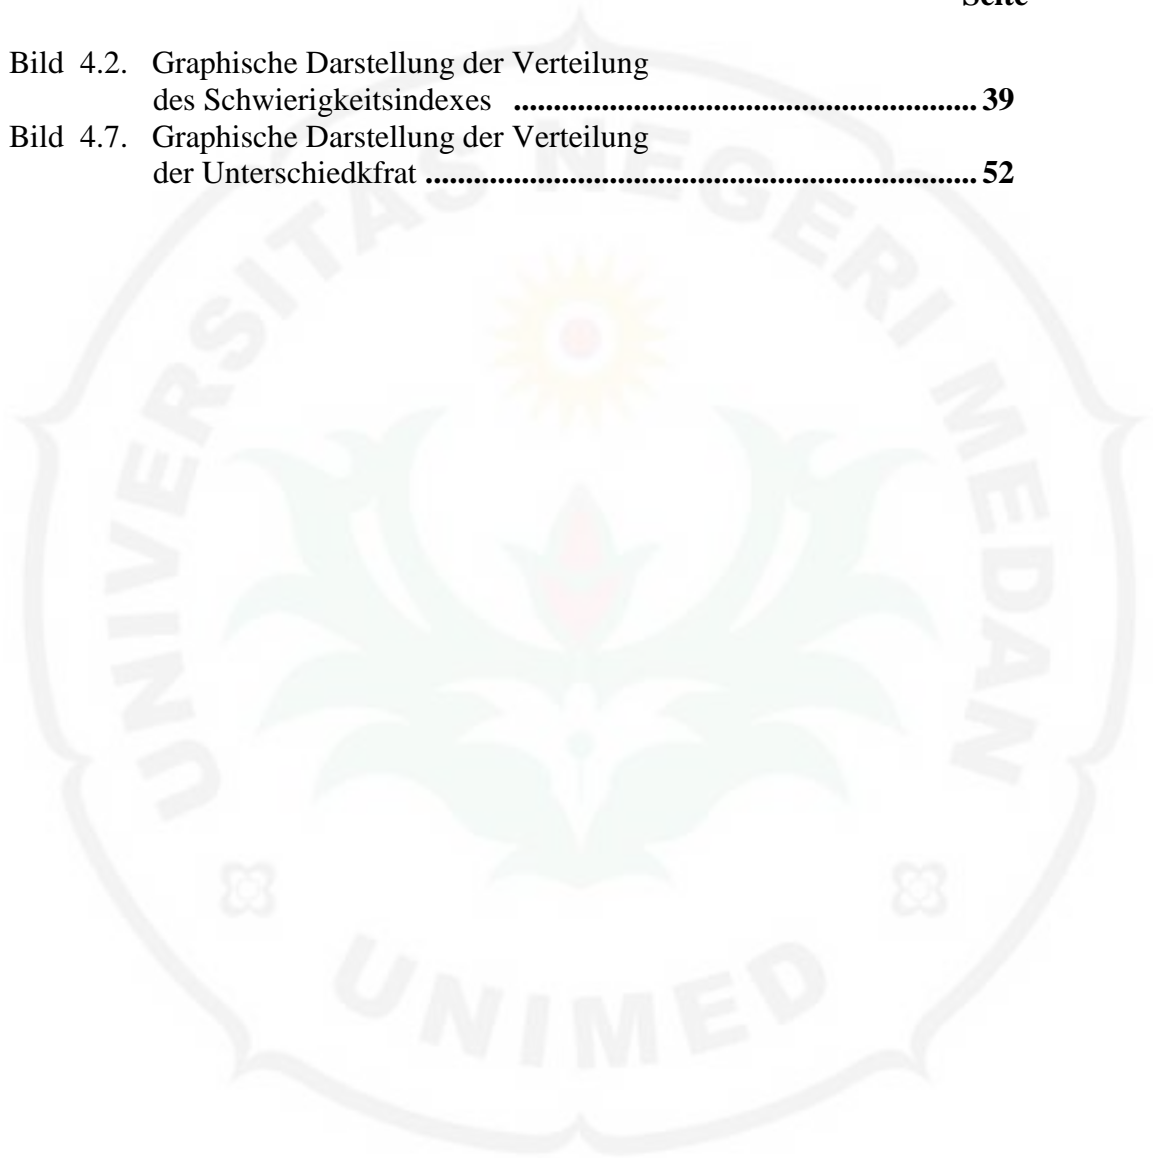 Seite
Bild 4.2. Graphische Darstellung der Verteilung
des Schwierigkeitsindexes ......................................................... 39
Bild 4.7. Graphische Darstellung der Verteilung
der Unterschiedkfrat .................................................................... 52
UNIVERSITAS NEGERI MEDAN
UNIMED